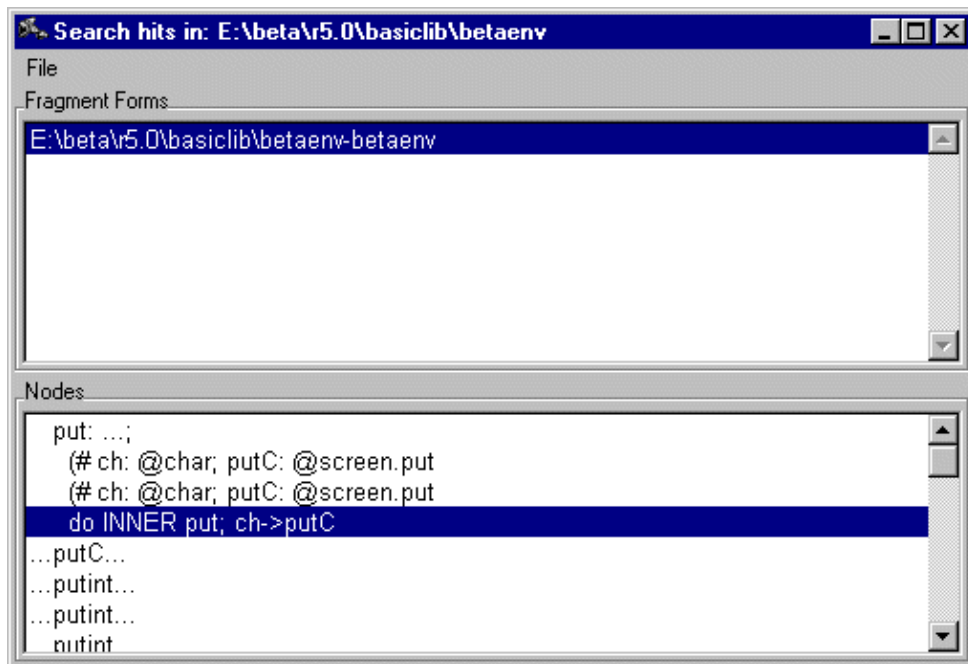 Search hits in: E:\beta\r5.0\basiclib\betaenv
File
Fragment Forms
E:\beta\r5.0\basiclib\betaenv-betaenv
Nodes
put: ...;
(# ch: @char; putC: @screen.put
(# ch: @char; putC: @screen.put
do INNER put; ch->putC
...putC...
...putint...
...putint...
putint